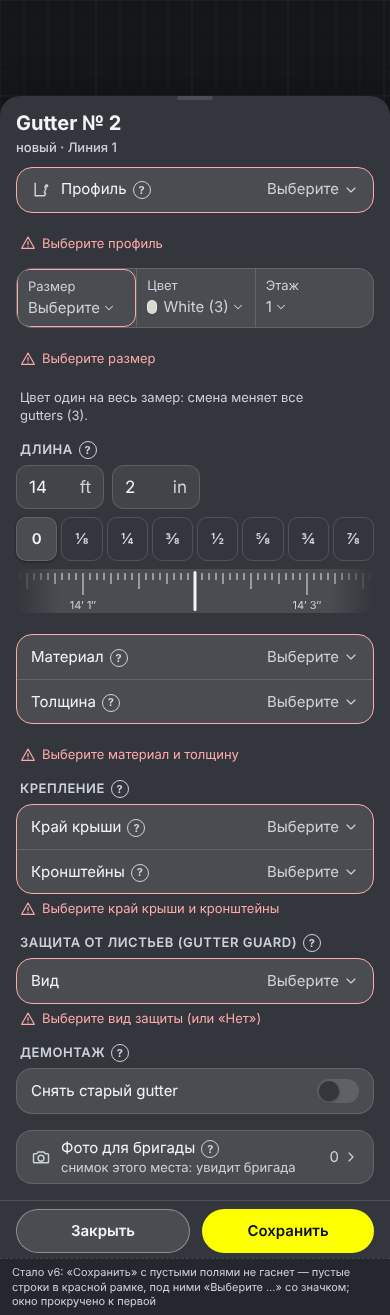 Gutter № 2
новый · Линия 1
Профиль ? Выберите
Выберите профиль
Размер Цвет Этаж
Выберите White (3) 1
Выберите размер
Цвет один на весь замер: смена меняет все
gutters (3).
ДЛИНА ?
14 ft 2 in
0 ⅛ ¼ ⅜ ½ ⅝ ¾ ⅞
14′ 1″ 14′ 3″
Материал ? Выберите
Толщина ? Выберите
Выберите материал и толщину
КРЕПЛЕНИЕ ?
Край крыши ? Выберите
Кронштейны ? Выберите
Выберите край крыши и кронштейны
ЗАЩИТА ОТ ЛИСТЬЕВ (GUTTER GUARD) ?
Вид Выберите
Выберите вид защиты (или «Нет»)
ДЕМОНТАЖ ?
Снять старый gutter
Фото для бригады ? 0
снимок этого места: увидит бригада
Закрыть Сохранить
Стало v6: «Сохранить» с пустыми полями не гаснет — пустые
строки в красной рамке, под ними «Выберите …» со значком;
окно прокручено к первой